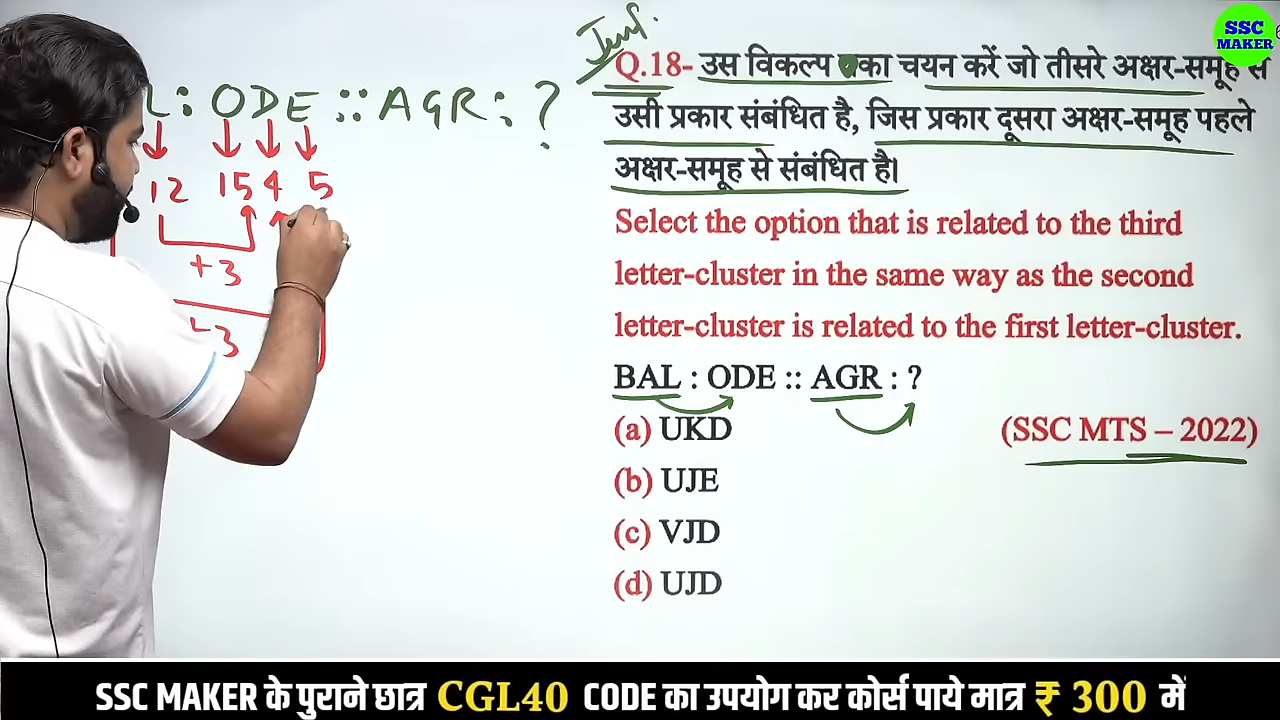 SSC
MAKER
Q.18- उस विकल्प का चयन करें जो तीसरे अक्षर-समूह से
उसी प्रकार संबंधित है, जिस प्रकार दूसरा अक्षर-समूह पहले
अक्षर-समूह से संबंधित है।
Select the option that is related to the third
letter-cluster in the same way as the second
letter-cluster is related to the first letter-cluster.
BAL : ODE :: AGR : ?
(a) UKD
(SSC MTS – 2022)
(b) UJE
(c) VJD
(d) UJD
L : ODE :: AGR : ?
12 15 4 5
+3
3
SSC MAKER के पुराने छात्र CGL40 CODE का उपयोग कर कोर्स पाये मात्र ₹ 300 में